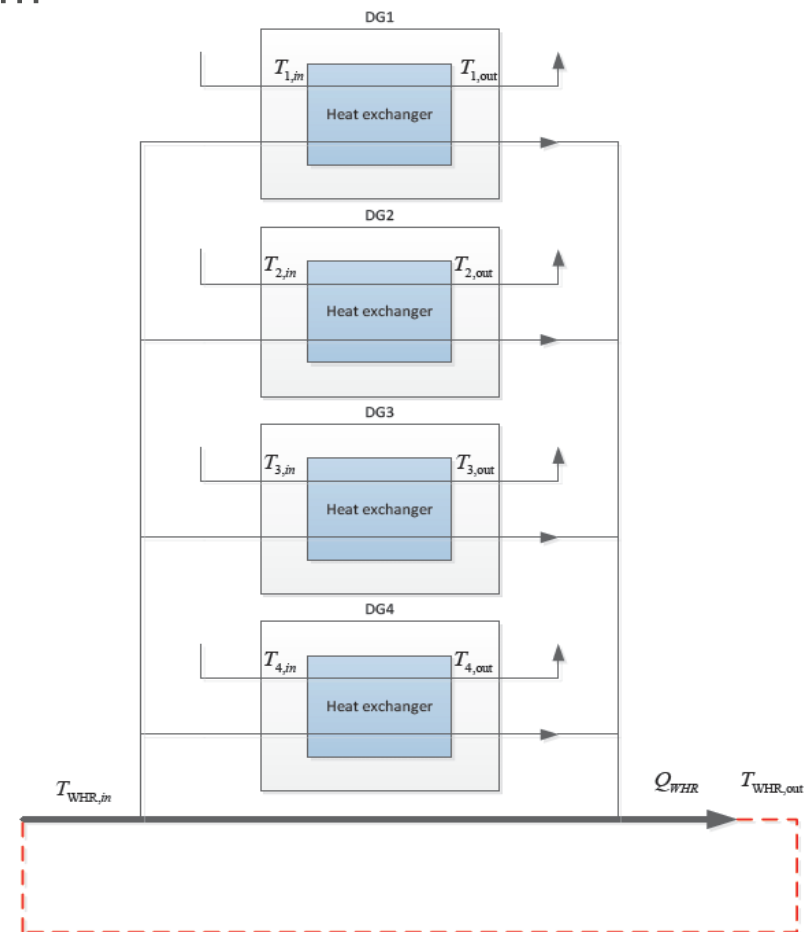 DG1
T1,in T1,out
Heat exchanger
DG2
T2,in T2,out
Heat exchanger
DG3
T3,in T3,out
Heat exchanger
DG4
T4,in T4,out
Heat exchanger
TWHR,in QWHR TWHR,out